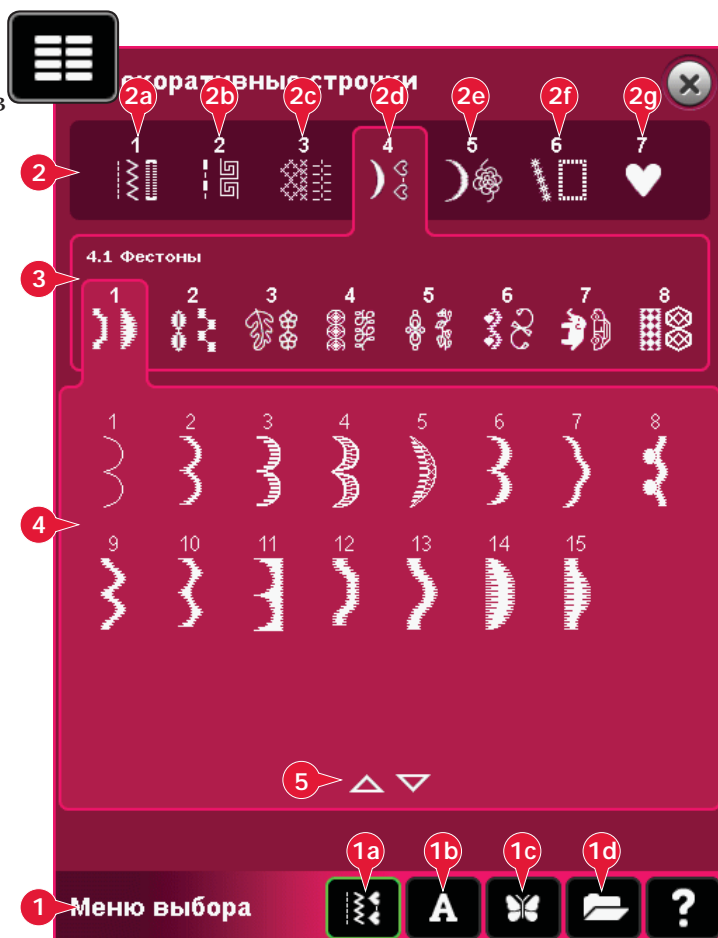 в
екоративные строчки
2a 2b 2c 2d 2e 2f 2g
1 2 3 4 5 6 7
2
4.1 Фестоны
3
1 2 3 4 5 6 7 8
1 2 3 4 5 6 7 8
4
9 10 11 12 13 14 15
5
1a 1b 1c 1d
1 Меню выбора A ?